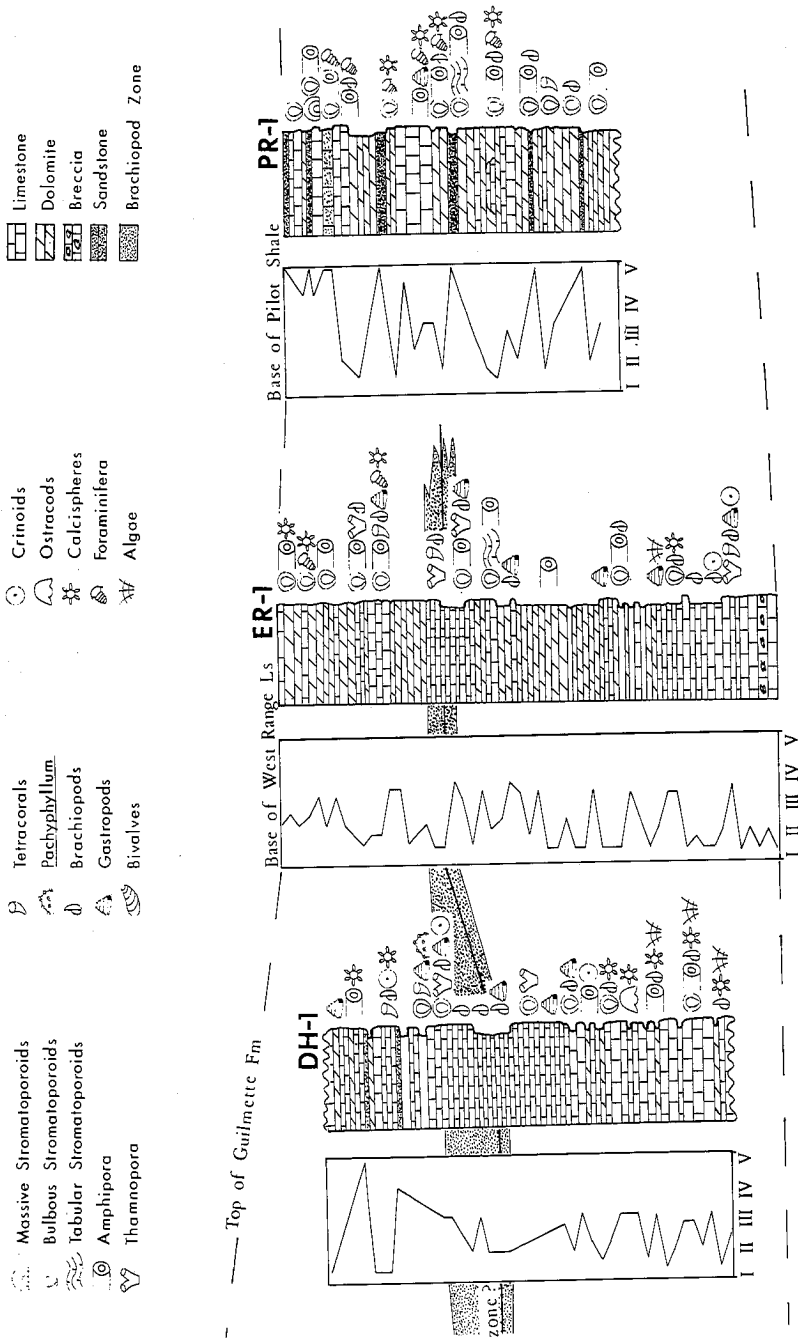 Massive Stromatoporoids
Bulbous Stromatoporoids
Tabular Stromatoporoids
Amphipora
Thamnopora
Tetracorals
Pachyphyllum
Brachiopods
Gastropods
Bivalves
Crinoids
Ostracods
Calcispheres
Foraminifera
Algae
Limestone
Dolomite
Breccia
Sandstone
Brachiopod Zone
Top of Guilmette Fm
Base of West Range Ls
Base of Pilot Shale
DH-1
ER-1
PR-1
zone ?
I II III IV V
I II III IV V
I II .III IV V